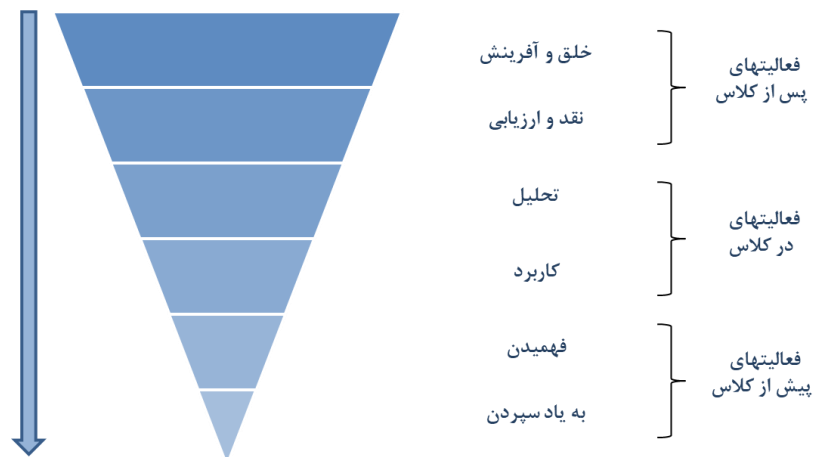 خلق و آفرینش
نقد و ارزیابی
فعالیتهای
پس از کلاس
تحلیل
کاربرد
فعالیتهای
در کلاس
فهمیدن
به یاد سپردن
فعالیتهای
پیش از کلاس